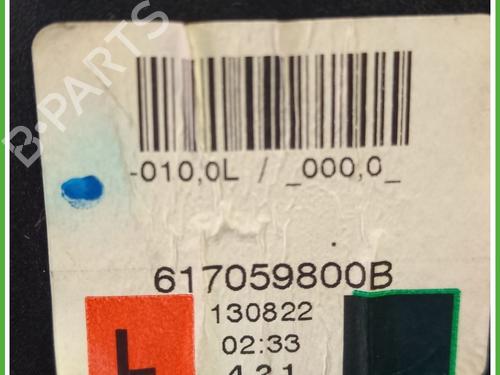 B-PARTS
-010,0L / _000,0_
617059800B
130822
L
02:33
4 3 1